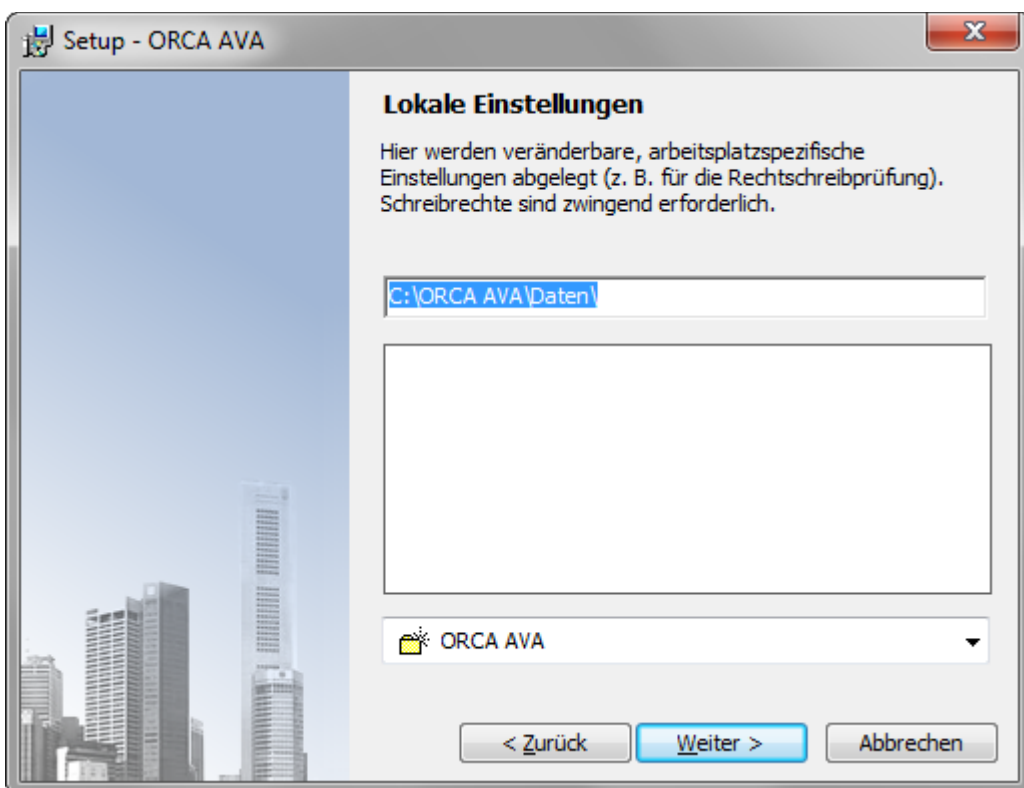 Setup - ORCA AVA
Lokale Einstellungen
Hier werden veränderbare, arbeitsplatzspezifische
Einstellungen abgelegt (z. B. für die Rechtschreibprüfung).
Schreibrechte sind zwingend erforderlich.
C:\ORCA AVA\Daten\
ORCA AVA
< Zurück Weiter > Abbrechen